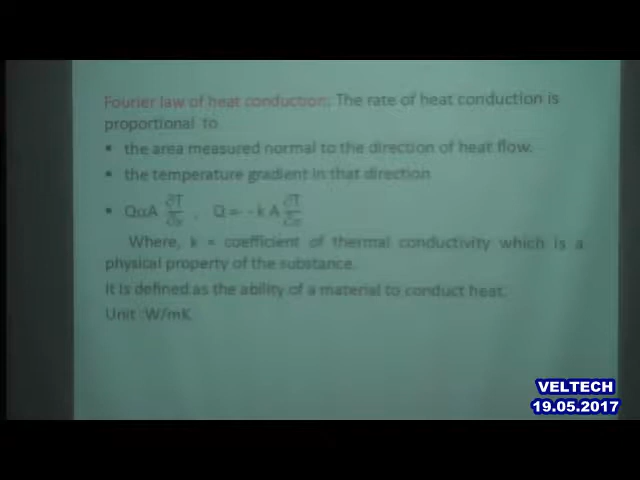 Fourier law of heat conduction: The rate of heat conduction is
proportional to
• the area measured normal to the direction of heat flow.
• the temperature gradient in that direction
• QαA ∂T/∂x , Q = -k A ∂T/∂x
Where, k = coefficient of thermal conductivity which is a
physical property of the substance.
It is defined as the ability of a material to conduct heat.
Unit :W/mK
VELTECH
19.05.2017